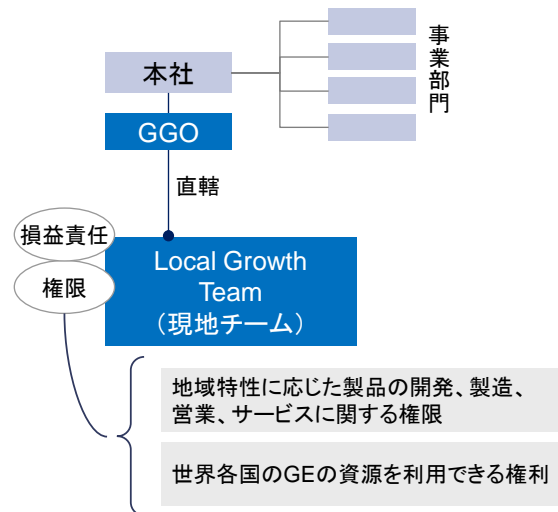 本社
事業部門
GGO
直轄
損益責任
権限
Local Growth
Team
（現地チーム）
地域特性に応じた製品の開発、製造、
営業、サービスに関する権限
世界各国のGEの資源を利用できる権利